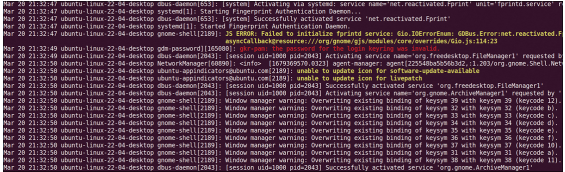 Mar 20 21:32:47 ubuntu-linux-22-04-desktop dbus-daemon[653]: [system] Activating via systemd: service name='net.reactivated.Fprint' unit='fprintd.service' r
Mar 20 21:32:47 ubuntu-linux-22-04-desktop systemd[1]: Starting Fingerprint Authentication Daemon...
Mar 20 21:32:47 ubuntu-linux-22-04-desktop dbus-daemon[653]: [system] Successfully activated service 'net.reactivated.Fprint'
Mar 20 21:32:47 ubuntu-linux-22-04-desktop systemd[1]: Started Fingerprint Authentication Daemon.
Mar 20 21:32:47 ubuntu-linux-22-04-desktop gnome-shell[2189]: JS ERROR: Failed to initialize fprintd service: Gio.IOErrorEnum: GDBus.Error:net.reactivated.F
asyncCallback@resource:///org/gnome/gjs/modules/core/overrides/Gio.js:114:23
Mar 20 21:32:49 ubuntu-linux-22-04-desktop gdm-password][165080]: gkr-pam: the password for the login keyring was invalid.
Mar 20 21:32:49 ubuntu-linux-22-04-desktop dbus-daemon[2043]: [session uid=1000 pid=2043] Activating service name='org.freedesktop.FileManager1' requested b
Mar 20 21:32:50 ubuntu-linux-22-04-desktop NetworkManager[68890]: <info> [1679369570.0323] agent-manager: agent[225548ba5b56b3d2,:1.203/org.gnome.Shell.Net
Mar 20 21:32:50 ubuntu-linux-22-04-desktop ubuntu-appindicators@ubuntu.com[2189]: unable to update icon for software-update-available
Mar 20 21:32:50 ubuntu-linux-22-04-desktop ubuntu-appindicators@ubuntu.com[2189]: unable to update icon for livepatch
Mar 20 21:32:50 ubuntu-linux-22-04-desktop dbus-daemon[2043]: [session uid=1000 pid=2043] Successfully activated service 'org.freedesktop.FileManager1'
Mar 20 21:32:50 ubuntu-linux-22-04-desktop dbus-daemon[2043]: [session uid=1000 pid=2043] Activating service name='org.gnome.ArchiveManager1' requested by '
Mar 20 21:32:50 ubuntu-linux-22-04-desktop gnome-shell[2189]: Window manager warning: Overwriting existing binding of keysym 39 with keysym 39 (keycode 12).
Mar 20 21:32:50 ubuntu-linux-22-04-desktop gnome-shell[2189]: Window manager warning: Overwriting existing binding of keysym 32 with keysym 32 (keycode b).
Mar 20 21:32:50 ubuntu-linux-22-04-desktop gnome-shell[2189]: Window manager warning: Overwriting existing binding of keysym 33 with keysym 33 (keycode c).
Mar 20 21:32:50 ubuntu-linux-22-04-desktop gnome-shell[2189]: Window manager warning: Overwriting existing binding of keysym 34 with keysym 34 (keycode d).
Mar 20 21:32:50 ubuntu-linux-22-04-desktop gnome-shell[2189]: Window manager warning: Overwriting existing binding of keysym 35 with keysym 35 (keycode e).
Mar 20 21:32:50 ubuntu-linux-22-04-desktop gnome-shell[2189]: Window manager warning: Overwriting existing binding of keysym 36 with keysym 36 (keycode f).
Mar 20 21:32:50 ubuntu-linux-22-04-desktop gnome-shell[2189]: Window manager warning: Overwriting existing binding of keysym 37 with keysym 37 (keycode 10).
Mar 20 21:32:50 ubuntu-linux-22-04-desktop gnome-shell[2189]: Window manager warning: Overwriting existing binding of keysym 31 with keysym 31 (keycode a).
Mar 20 21:32:50 ubuntu-linux-22-04-desktop gnome-shell[2189]: Window manager warning: Overwriting existing binding of keysym 38 with keysym 38 (keycode 11).
Mar 20 21:32:50 ubuntu-linux-22-04-desktop dbus-daemon[2043]: [session uid=1000 pid=2043] Successfully activated service 'org.gnome.ArchiveManager1'